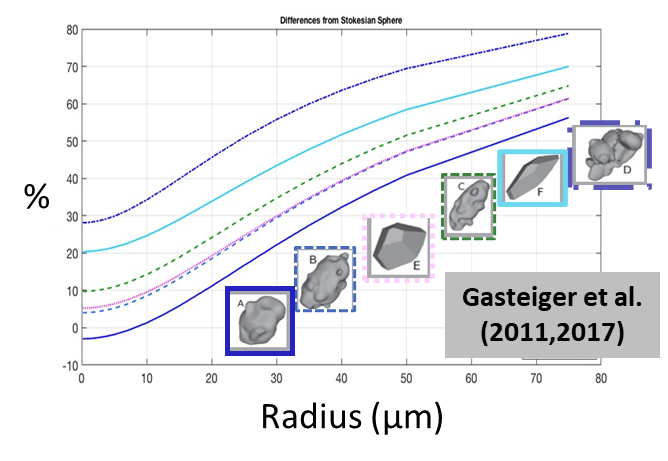 Differences from Stokesian Sphere
80
70
60
50
40
30
20
10
0
-10
%
A
B
E
C
F
D
Gasteiger et al.
(2011,2017)
0 10 20 30 40 50 60 70 80
Radius (μm)